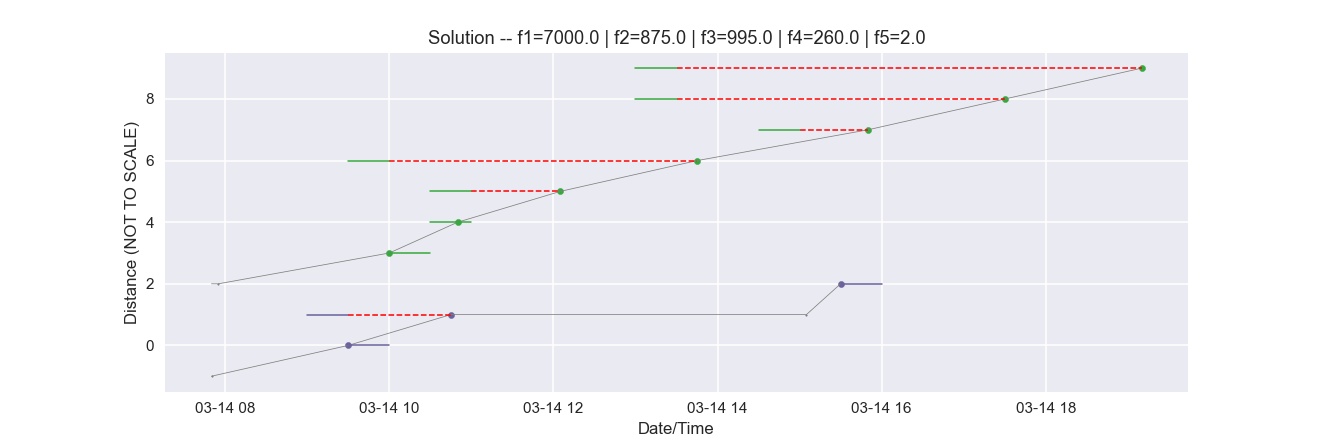 Solution -- f1=7000.0 | f2=875.0 | f3=995.0 | f4=260.0 | f5=2.0
Distance (NOT TO SCALE)
8
6
4
2
0
03-14 08 03-14 10 03-14 12 03-14 14 03-14 16 03-14 18
Date/Time